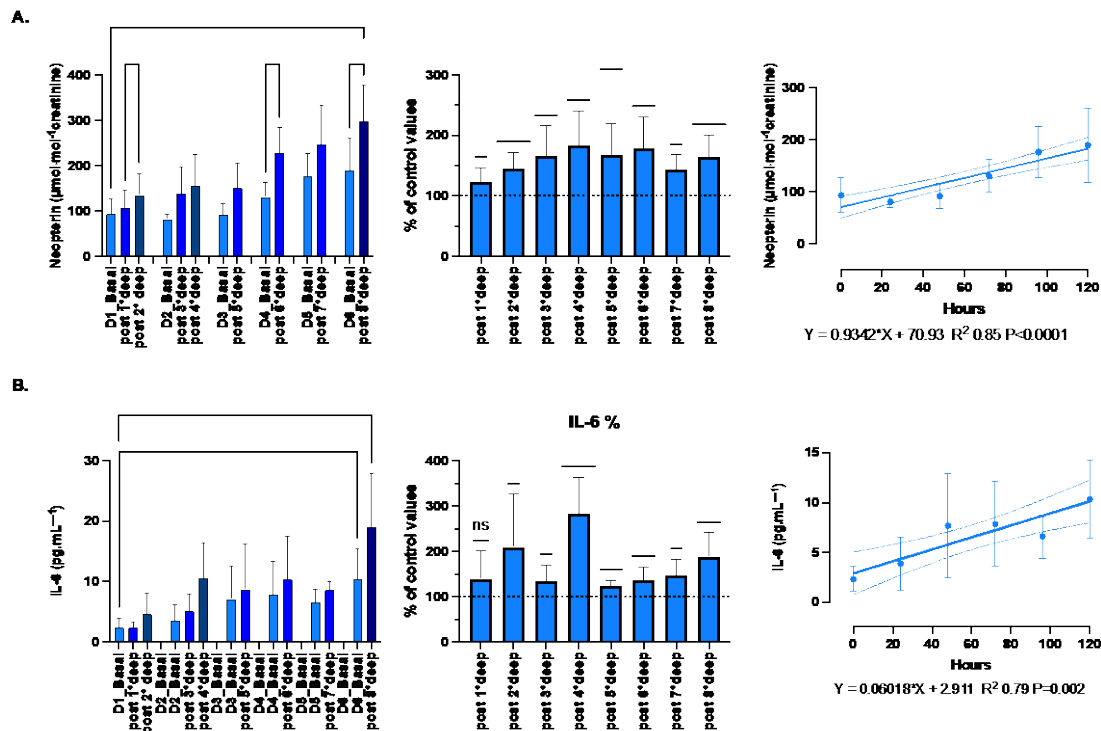 A.
Neopterin (µmol·mol-¹creatinine)
400
300
200
100
0
D1_Basal
post 1°deep
post 2° deep
D2_Basal
post 3°deep
post 4°deep
D3_Basal
post 5°deep
D4_Basal
post 6°deep
D5_Basal
post 7°deep
D6_Basal
post 8°deep
% of control values
300
200
100
0
post 1°deep
post 2°deep
post 3°deep
post 4°deep
post 5°deep
post 6°deep
post 7°deep
post 8°deep
Neopterin (µmol·mol-¹creatinine)
300
200
100
0
0 20 40 60 80 100 120
Hours
Y = 0.9342*X + 70.93 R² 0.85 P<0.0001
B.
IL-6 (pg.mL—¹)
30
20
10
0
D1_Basal
post 1°deep
post 2° deep
D2_Basal
D2_Basal
post 3°deep
post 4°deep
D3_Basal
D3_Basal
post 5°deep
D4_Basal
D4_Basal
post 6°deep
D5_Basal
D5_Basal
post 7°deep
D6_Basal
D6_Basal
post 8°deep
IL-6 %
% of control values
400
300
200
100
0
ns
post 1°deep
post 2°deep
post 3°deep
post 4°deep
post 5°deep
post 6°deep
post 7°deep
post 8°deep
IL-6 (pg.mL—¹)
15
10
5
0
0 20 40 60 80 100 120
Hours
Y = 0.06018*X + 2.911 R² 0.79 P=0.002